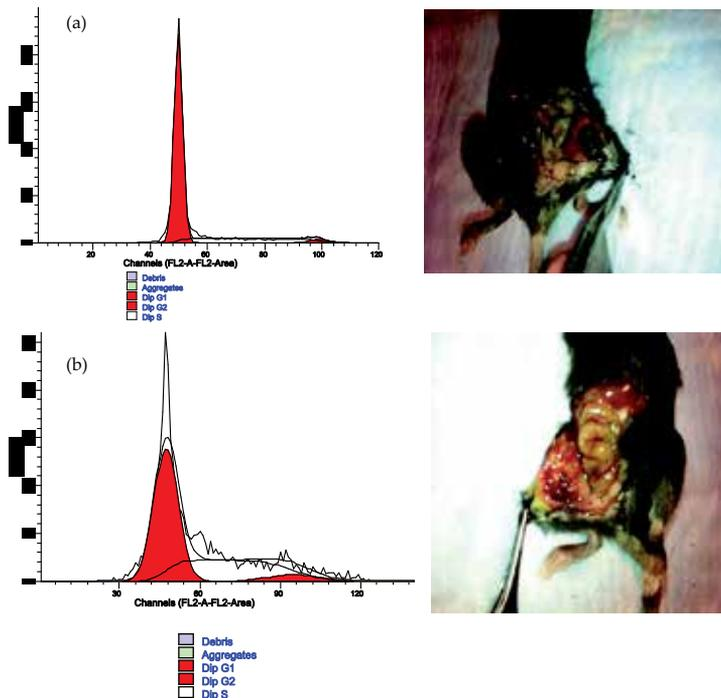 (a)
20 60 80 100 120
Channels (FL2-A-FL2-Area)
Debris
Aggregates
Dip G1
Dip G2
Dip S
(b)
30 60 90 120
Channels (FL2-A-FL2-Area)
Debris
Aggregates
Dip G1
Dip G2
Dip S